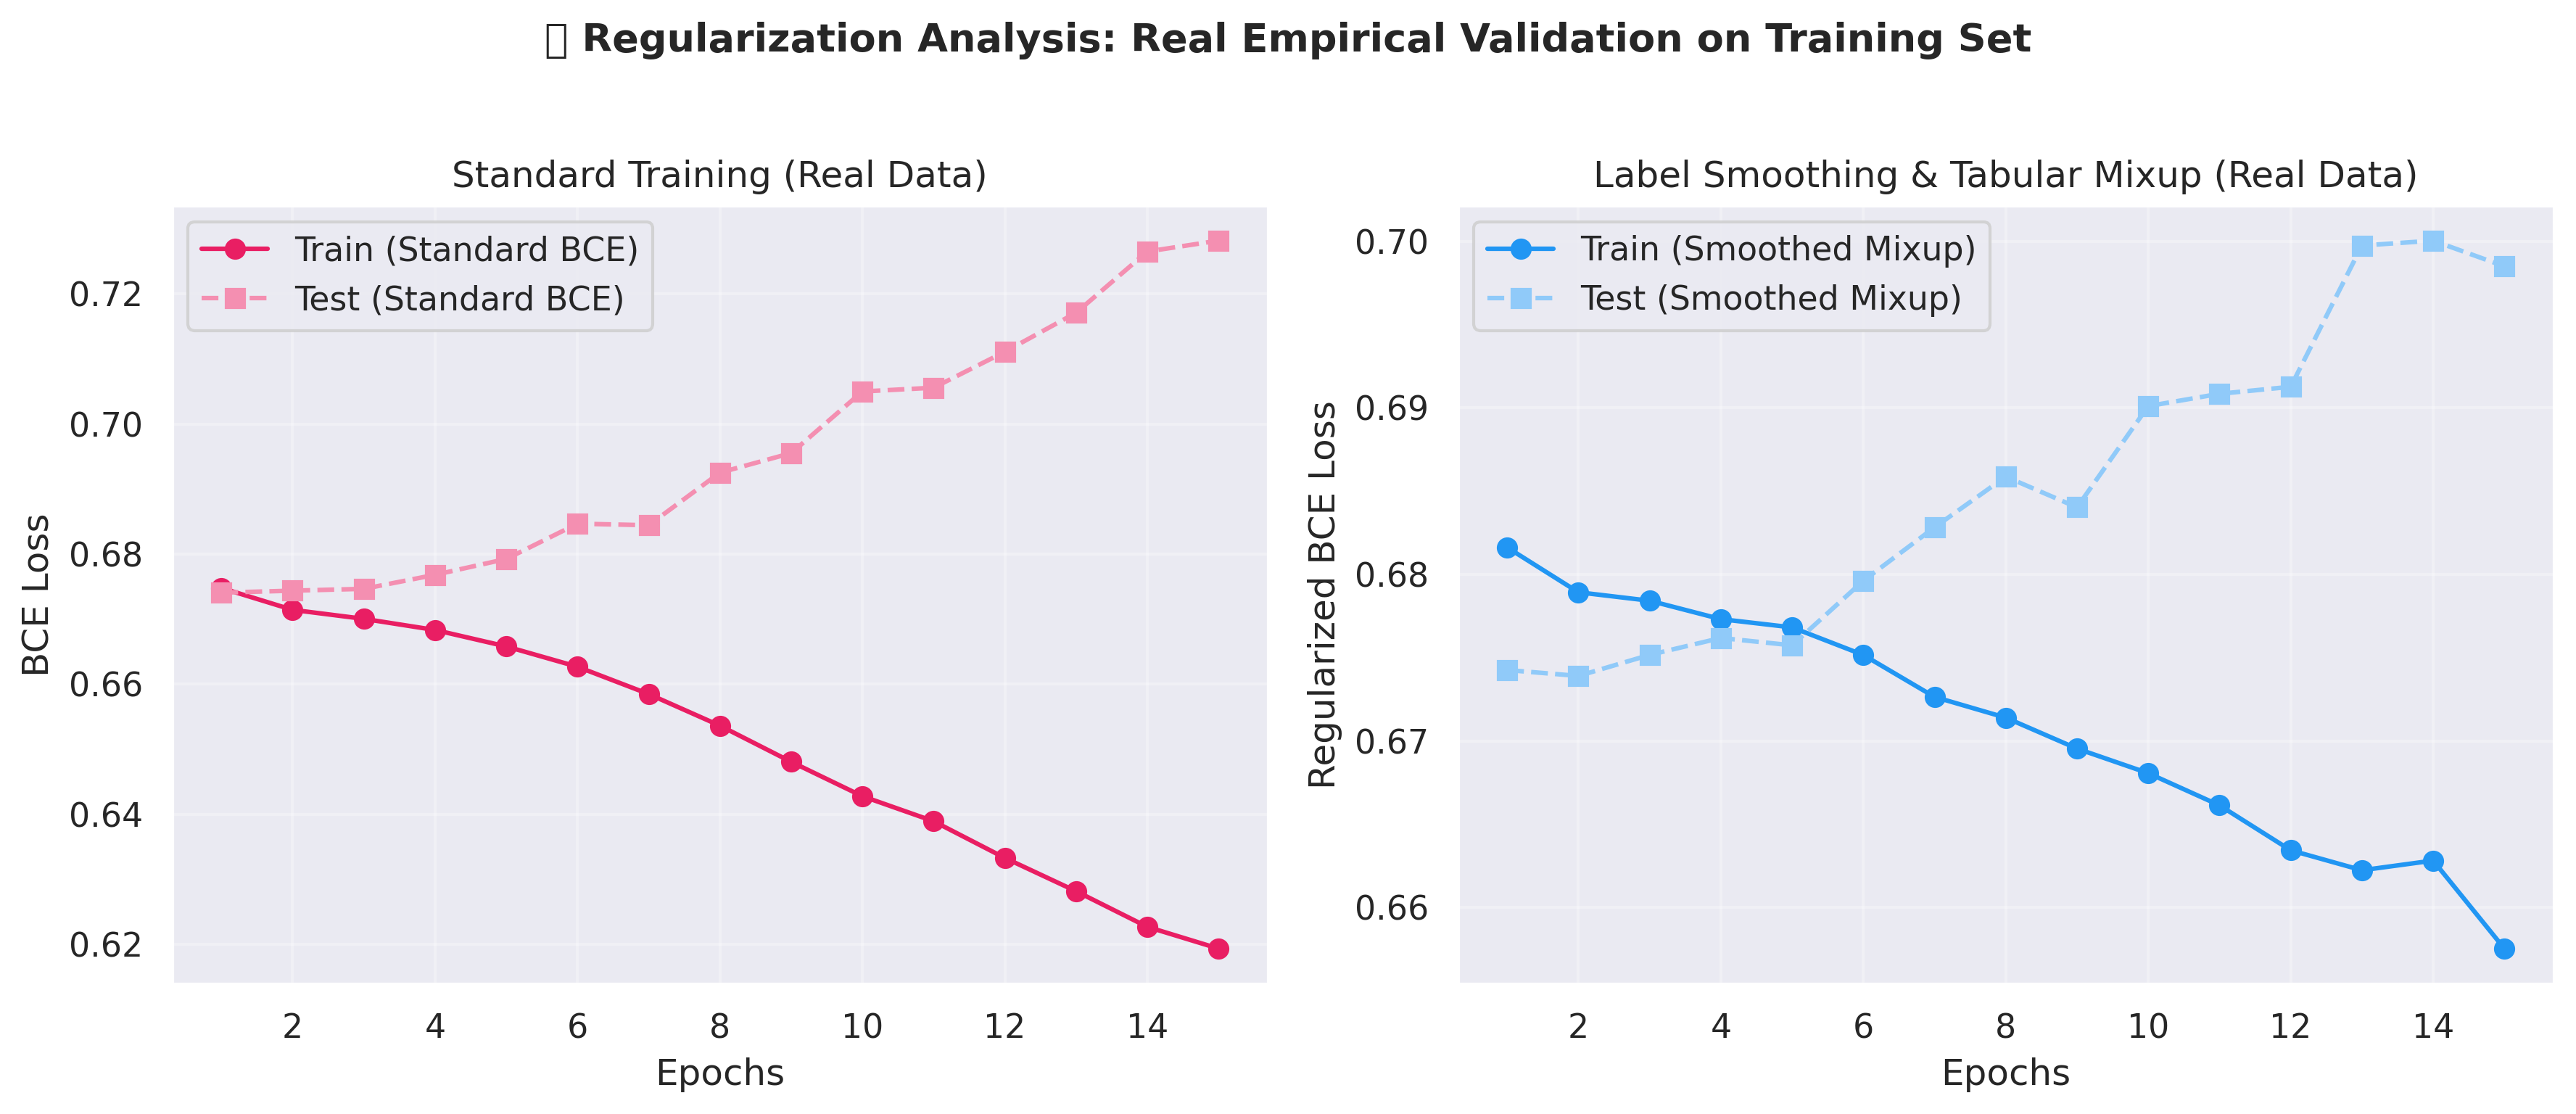 Regularization Analysis: Real Empirical Validation on Training Set
Standard Training (Real Data)
Train (Standard BCE)
Test (Standard BCE)
BCE Loss
0.72
0.70
0.68
0.66
0.64
0.62
2 4 6 8 10 12 14
Epochs
Label Smoothing & Tabular Mixup (Real Data)
Train (Smoothed Mixup)
Test (Smoothed Mixup)
Regularized BCE Loss
0.70
0.69
0.68
0.67
0.66
2 4 6 8 10 12 14
Epochs